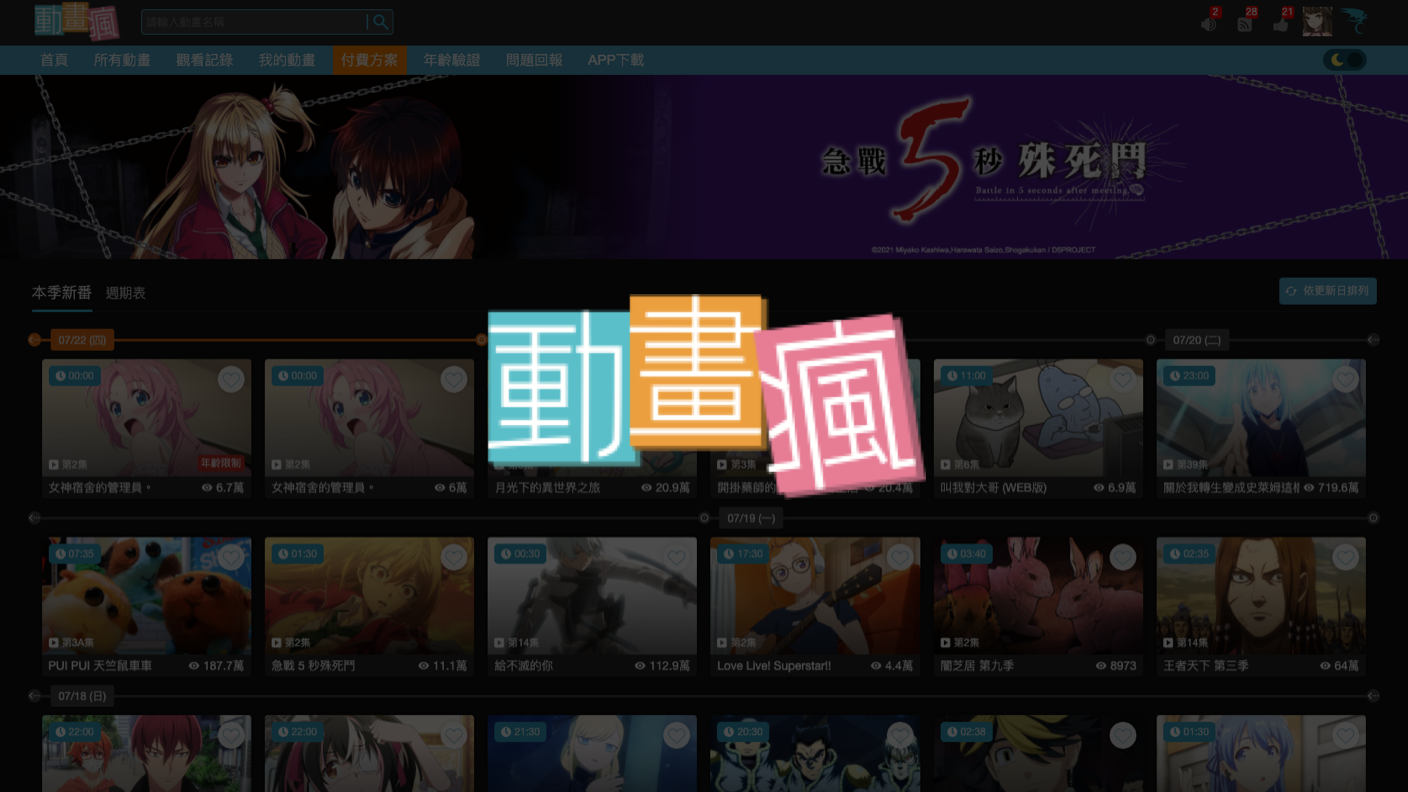 動畫瘋
請輸入動畫名稱
2
28
21
首頁
所有動畫
觀看記錄
我的動畫
付費方案
年齡驗證
問題回報
APP下載
急戰5秒殊死鬥
Battle in 5 seconds after meeting
©2021 Miyako Kashiwa,Harawata Saizo,Shogakukan / D5PROJECT
本季新番
週期表
依更新日排列
動畫瘋
07/22 (四)
07/20 (二)
00:00
第2集
年齡限制
女神宿舍的管理員。
6.7萬
00:00
第2集
女神宿舍的管理員。
6萬
月光下的異世界之旅
20.9萬
第3集
開掛藥師的
20.4萬
11:00
第6集
叫我對大哥 (WEB版)
6.9萬
23:00
第39集
關於我轉生變成史萊姆這檔
719.6萬
07/19 (一)
07:35
第3A集
PUI PUI 天竺鼠車車
187.7萬
01:30
第2集
急戰 5 秒殊死鬥
11.1萬
00:30
第14集
給不滅的你
112.9萬
17:30
第2集
Love Live! Superstar!!
4.4萬
03:40
第2集
闇芝居 第九季
8973
02:35
第14集
王者天下 第三季
64萬
07/18 (日)
22:00
22:00
21:30
20:30
02:38
01:30